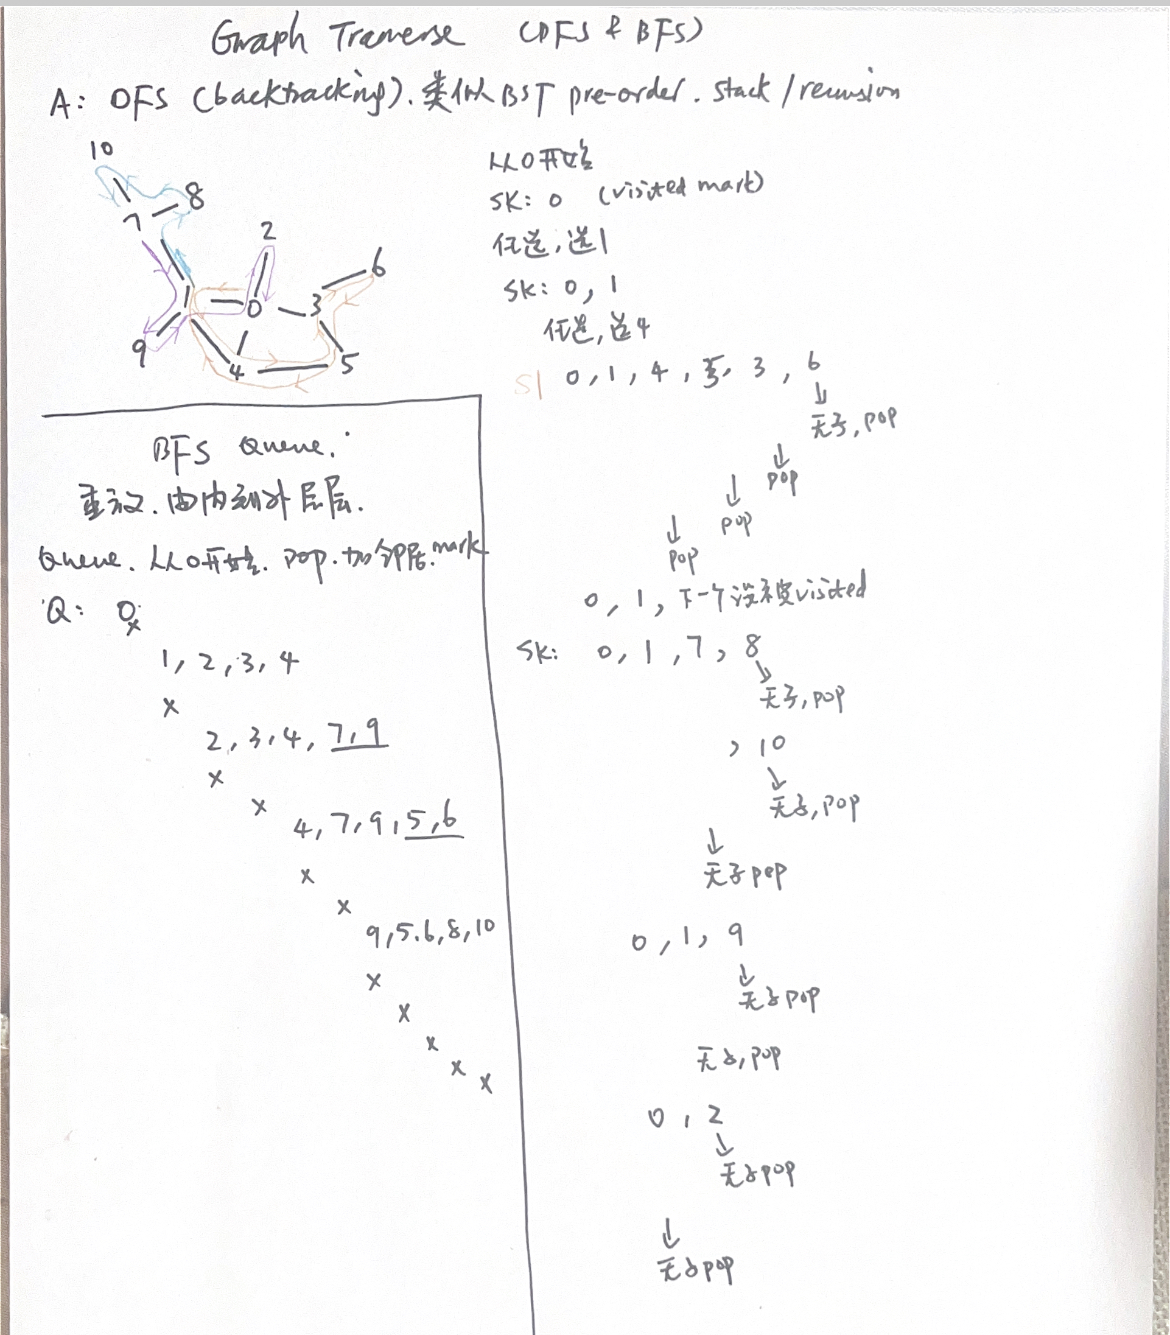 Graph Traverse (DFS & BFS)
A: DFS (backtracking). 类似 BST pre-order. stack / recursion
10
8
7
2
6
1
0
3
9
4
5
从0开始
SK: 0 (visited mark)
任选, 选1
SK: 0, 1
任选, 选4
S 0, 1, 4, 5, 3, 6
↓
无子, pop
↓
pop
↓
pop
↓
pop
0, 1, 下一个没被visited
SK: 0, 1, 7, 8
↓
无子, pop
, 10
↓
无子, pop
↓
无子 pop
0, 1, 9
↓
无子 pop
无子, pop
0, 2
↓
无子 pop
↓
无子 pop
BFS Queue.
由内到外 层层.
Queue. 从0开始. pop. 加邻居. mark
Q: 0
x
1, 2, 3, 4
x
2, 3, 4, 7, 9
x
x
4, 7, 9, 5, 6
x
x
9, 5, 6, 8, 10
x
x
x
x
x